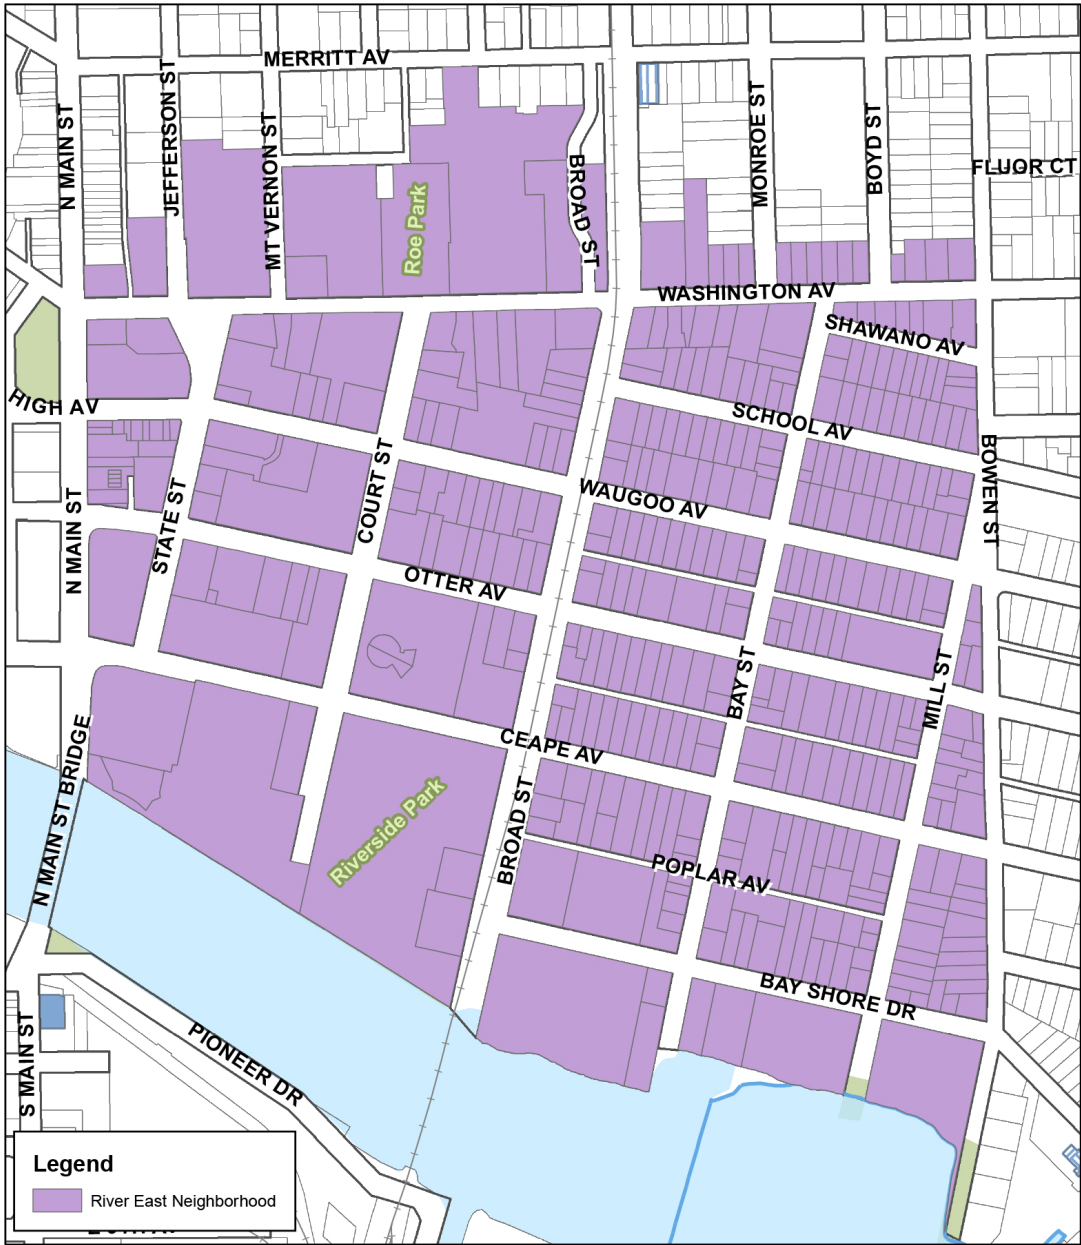 MERRITT AV
N MAIN ST
JEFFERSON ST
MT VERNON ST
Roe Park
BROAD ST
MONROE ST
BOYD ST
FLUOR CT
WASHINGTON AV
SHAWANO AV
HIGH AV
SCHOOL AV
COURT ST
BOWEN ST
N MAIN ST
STATE ST
WAUGOO AV
OTTER AV
BAY ST
MILL ST
N MAIN ST BRIDGE
CEAPE AV
Riverside Park
BROAD ST
POPLAR AV
BAY SHORE DR
S MAIN ST
PIONEER DR
Legend
River East Neighborhood